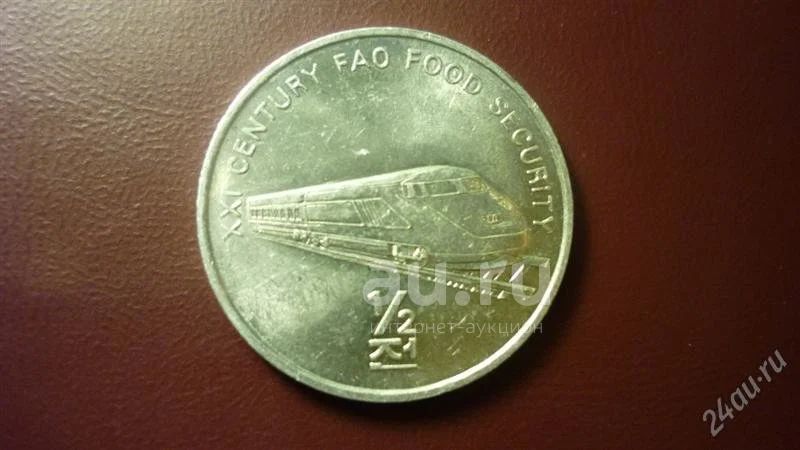 XXI CENTURY FAO FOOD SECURITY
1/2
전
au.ru
интернет-аукцион
24au.ru